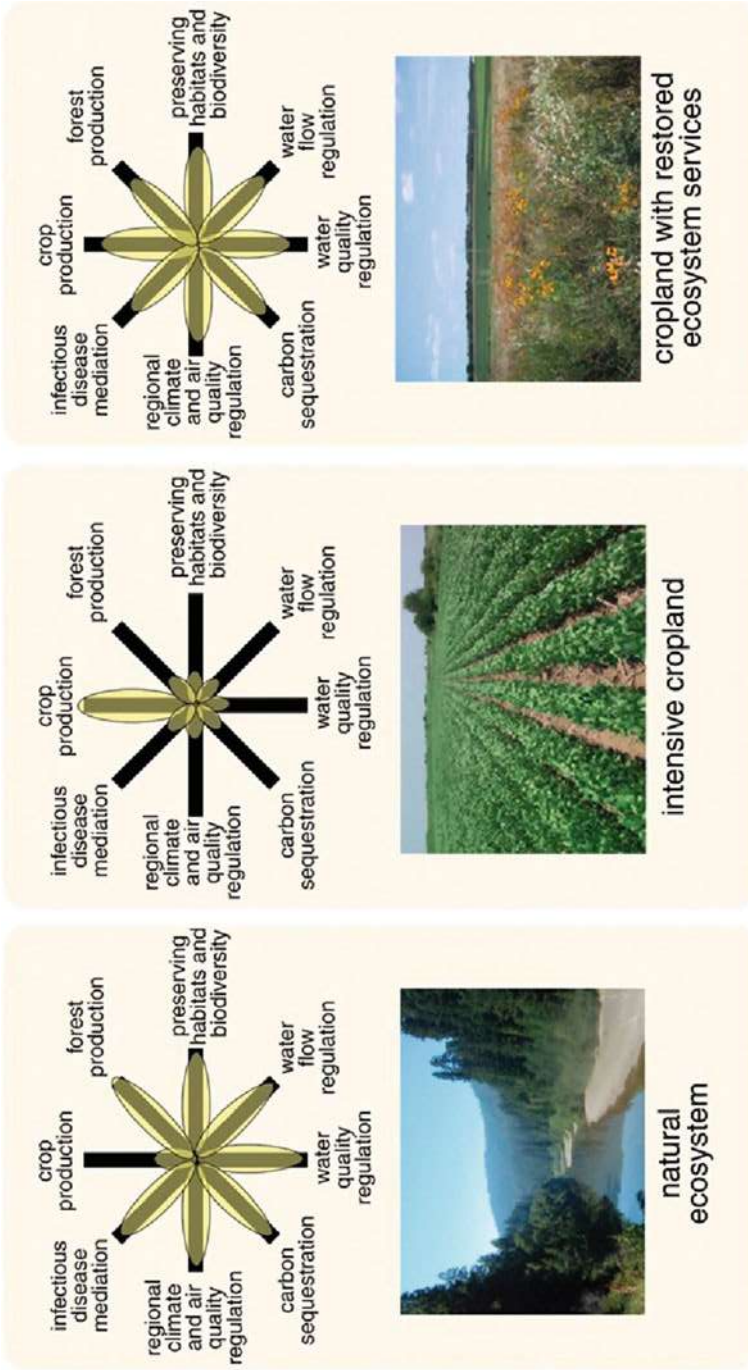 crop
production
forest
production
preserving
habitats and
biodiversity
water
flow
regulation
water
quality
regulation
carbon
sequestration
regional
climate
and air
quality
regulation
infectious
disease
mediation
natural
ecosystem
crop
production
forest
production
preserving
habitats and
biodiversity
water
flow
regulation
water
quality
regulation
carbon
sequestration
regional
climate
and air
quality
regulation
infectious
disease
mediation
intensive cropland
crop
production
forest
production
preserving
habitats and
biodiversity
water
flow
regulation
water
quality
regulation
carbon
sequestration
regional
climate
and air
quality
regulation
infectious
disease
mediation
cropland with restored
ecosystem services